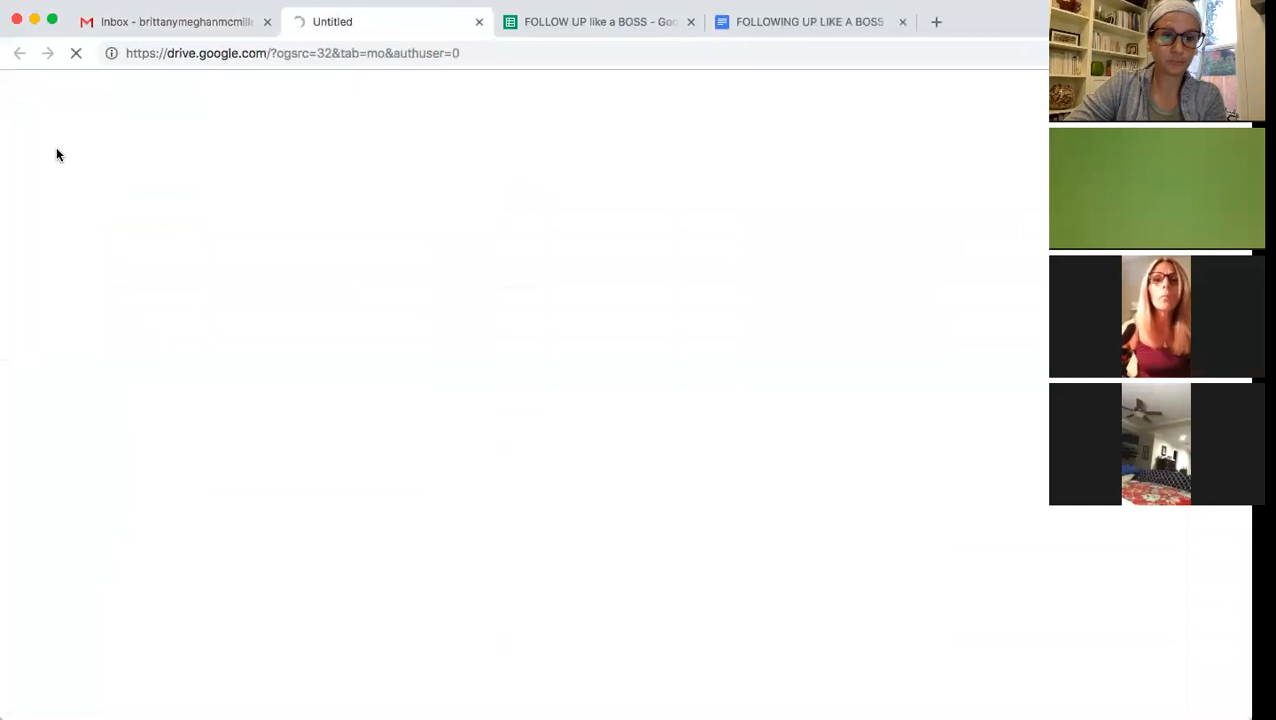 Inbox - brittanymeghanmcmill
Untitled
FOLLOW UP like a BOSS - Goo
FOLLOWING UP LIKE A BOSS
https://drive.google.com/?ogsrc=32&tab=mo&authuser=0